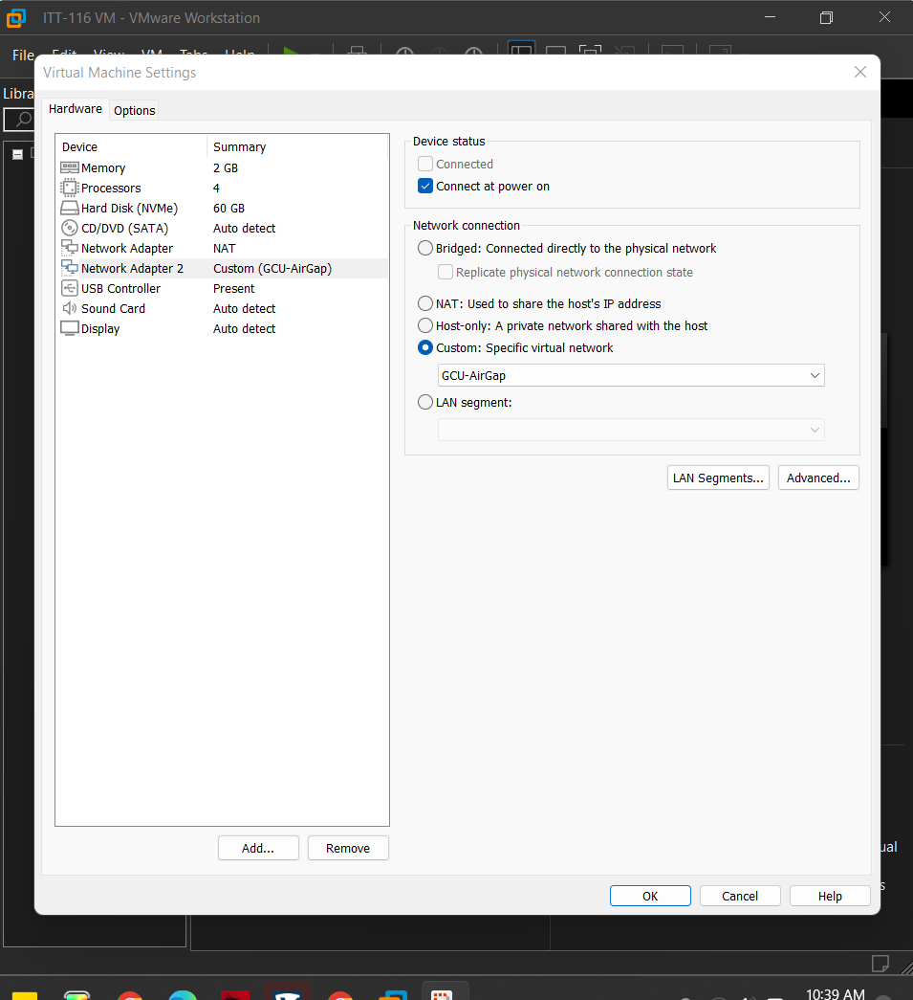 ITT-116 VM - VMware Workstation
File Edit View VM Tabs Help
Virtual Machine Settings
Libra
Hardware Options
Device Summary
Memory 2 GB
Processors 4
Hard Disk (NVMe) 60 GB
CD/DVD (SATA) Auto detect
Network Adapter NAT
Network Adapter 2 Custom (GCU-AirGap)
USB Controller Present
Sound Card Auto detect
Display Auto detect
Add... Remove
Device status
Connected
Connect at power on
Network connection
Bridged: Connected directly to the physical network
Replicate physical network connection state
NAT: Used to share the host's IP address
Host-only: A private network shared with the host
Custom: Specific virtual network
GCU-AirGap
LAN segment:
LAN Segments... Advanced...
ual
s
OK Cancel Help
10:39 AM